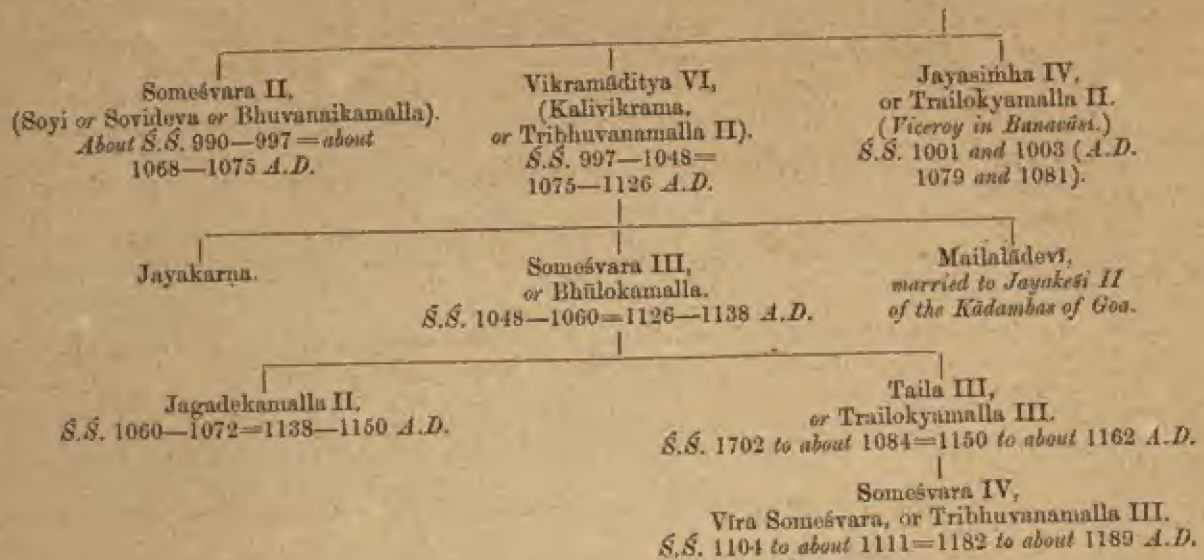 Someśvara II,
(Soyi or Sovideva or Bhuvanaikamalla).
About Ś.Ś. 990—997=about
1068—1075 A.D.
Vikramāditya VI,
(Kalivikrama,
or Tribhuvanamalla II).
Ś.Ś. 997—1048=
1075—1126 A.D.
Jayasiṁha IV,
or Trailokyamalla II.
(Viceroy in Banavāsi.)
Ś.Ś. 1001 and 1003 (A.D.
1079 and 1081).
Jayakarṇa.
Someśvara III,
or Bhūlokamalla.
Ś.Ś. 1048—1060=1126—1138 A.D.
Mailaladevī,
married to Jayakeśi II
of the Kādambas of Goa.
Jagadekamalla II,
Ś.Ś. 1060—1072=1138—1150 A.D.
Taila III,
or Trailokyamalla III.
Ś.Ś. 1702 to about 1084=1150 to about 1162 A.D.
Someśvara IV,
Vīra Someśvara, or Tribhuvanamalla III.
Ś.Ś. 1104 to about 1111=1182 to about 1189 A.D.